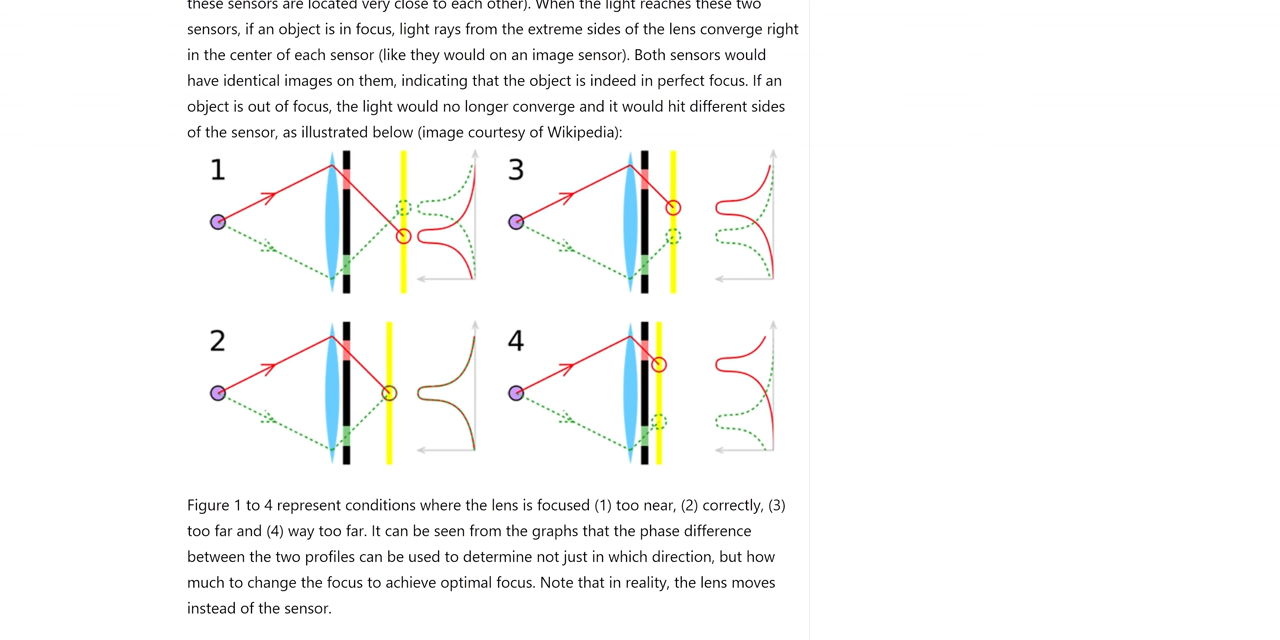 these sensors are located very close to each other). When the light reaches these two
sensors, if an object is in focus, light rays from the extreme sides of the lens converge right
in the center of each sensor (like they would on an image sensor). Both sensors would
have identical images on them, indicating that the object is indeed in perfect focus. If an
object is out of focus, the light would no longer converge and it would hit different sides
of the sensor, as illustrated below (image courtesy of Wikipedia):
1
3
2
4
Figure 1 to 4 represent conditions where the lens is focused (1) too near, (2) correctly, (3)
too far and (4) way too far. It can be seen from the graphs that the phase difference
between the two profiles can be used to determine not just in which direction, but how
much to change the focus to achieve optimal focus. Note that in reality, the lens moves
instead of the sensor.